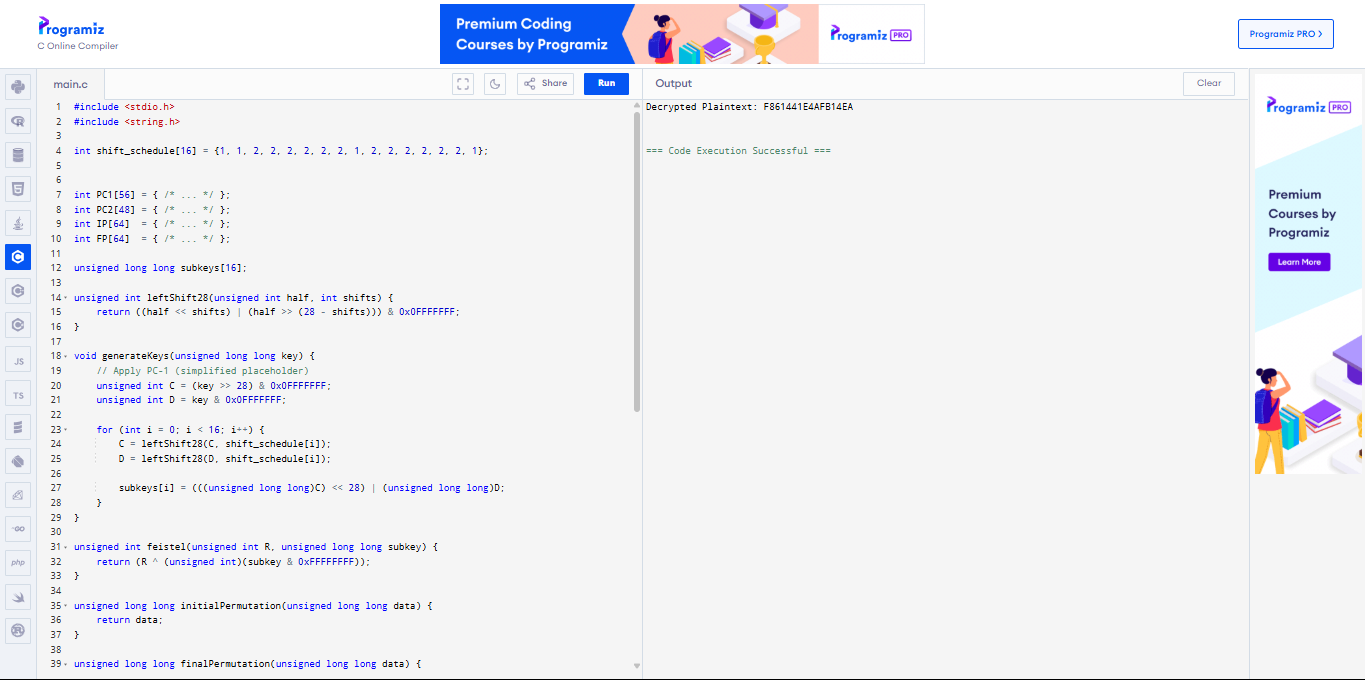 Programiz
C Online Compiler
Premium Coding
Courses by Programiz
Programiz PRO
Programiz PRO >
main.c
Share
Run
Output
Clear
1 #include <stdio.h>
2 #include <string.h>
3
4 int shift_schedule[16] = {1, 1, 2, 2, 2, 2, 2, 2, 1, 2, 2, 2, 2, 2, 2, 1};
5
6
7 int PC1[56] = { /* ... */ };
8 int PC2[48] = { /* ... */ };
9 int IP[64]  = { /* ... */ };
10 int FP[64]  = { /* ... */ };
11
12 unsigned long long subkeys[16];
13
14 unsigned int leftShift28(unsigned int half, int shifts) {
15     return ((half << shifts) | (half >> (28 - shifts))) & 0x0FFFFFFF;
16 }
17
18 void generateKeys(unsigned long long key) {
19     // Apply PC-1 (simplified placeholder)
20     unsigned int C = (key >> 28) & 0x0FFFFFFF;
21     unsigned int D = key & 0x0FFFFFFF;
22
23     for (int i = 0; i < 16; i++) {
24         C = leftShift28(C, shift_schedule[i]);
25         D = leftShift28(D, shift_schedule[i]);
26
27         subkeys[i] = (((unsigned long long)C) << 28) | (unsigned long long)D;
28     }
29 }
30
31 unsigned int feistel(unsigned int R, unsigned long long subkey) {
32     return (R ^ (unsigned int)(subkey & 0xFFFFFFFF));
33 }
34
35 unsigned long long initialPermutation(unsigned long long data) {
36     return data;
37 }
38
39 unsigned long long finalPermutation(unsigned long long data) {
Decrypted Plaintext: F861441E4AFB14EA
=== Code Execution Successful ===
Programiz PRO
Premium
Courses by
Programiz
Learn More
JS
TS
GO
php